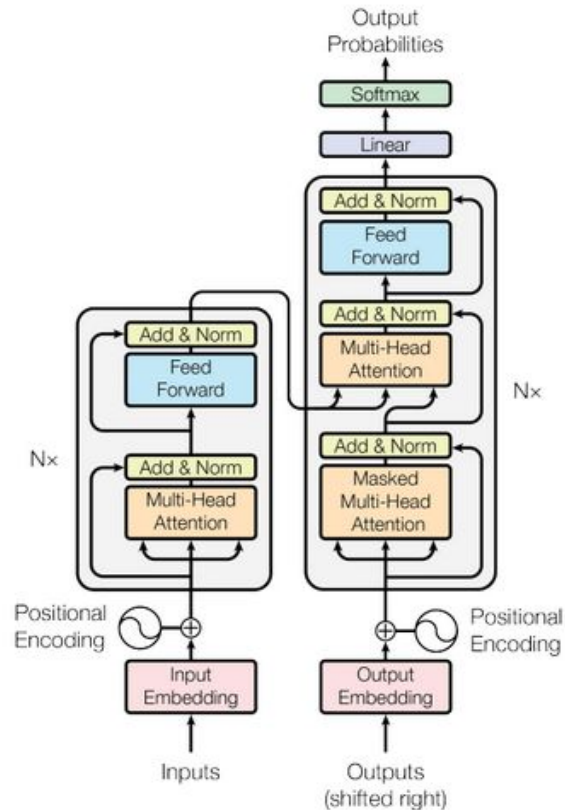 Output
Probabilities
Softmax
Linear
Add & Norm
Feed
Forward
Add & Norm
Multi-Head
Attention
Add & Norm
Masked
Multi-Head
Attention
N×
Add & Norm
Feed
Forward
Add & Norm
Multi-Head
Attention
N×
Positional
Encoding
Positional
Encoding
Input
Embedding
Output
Embedding
Inputs
Outputs
(shifted right)